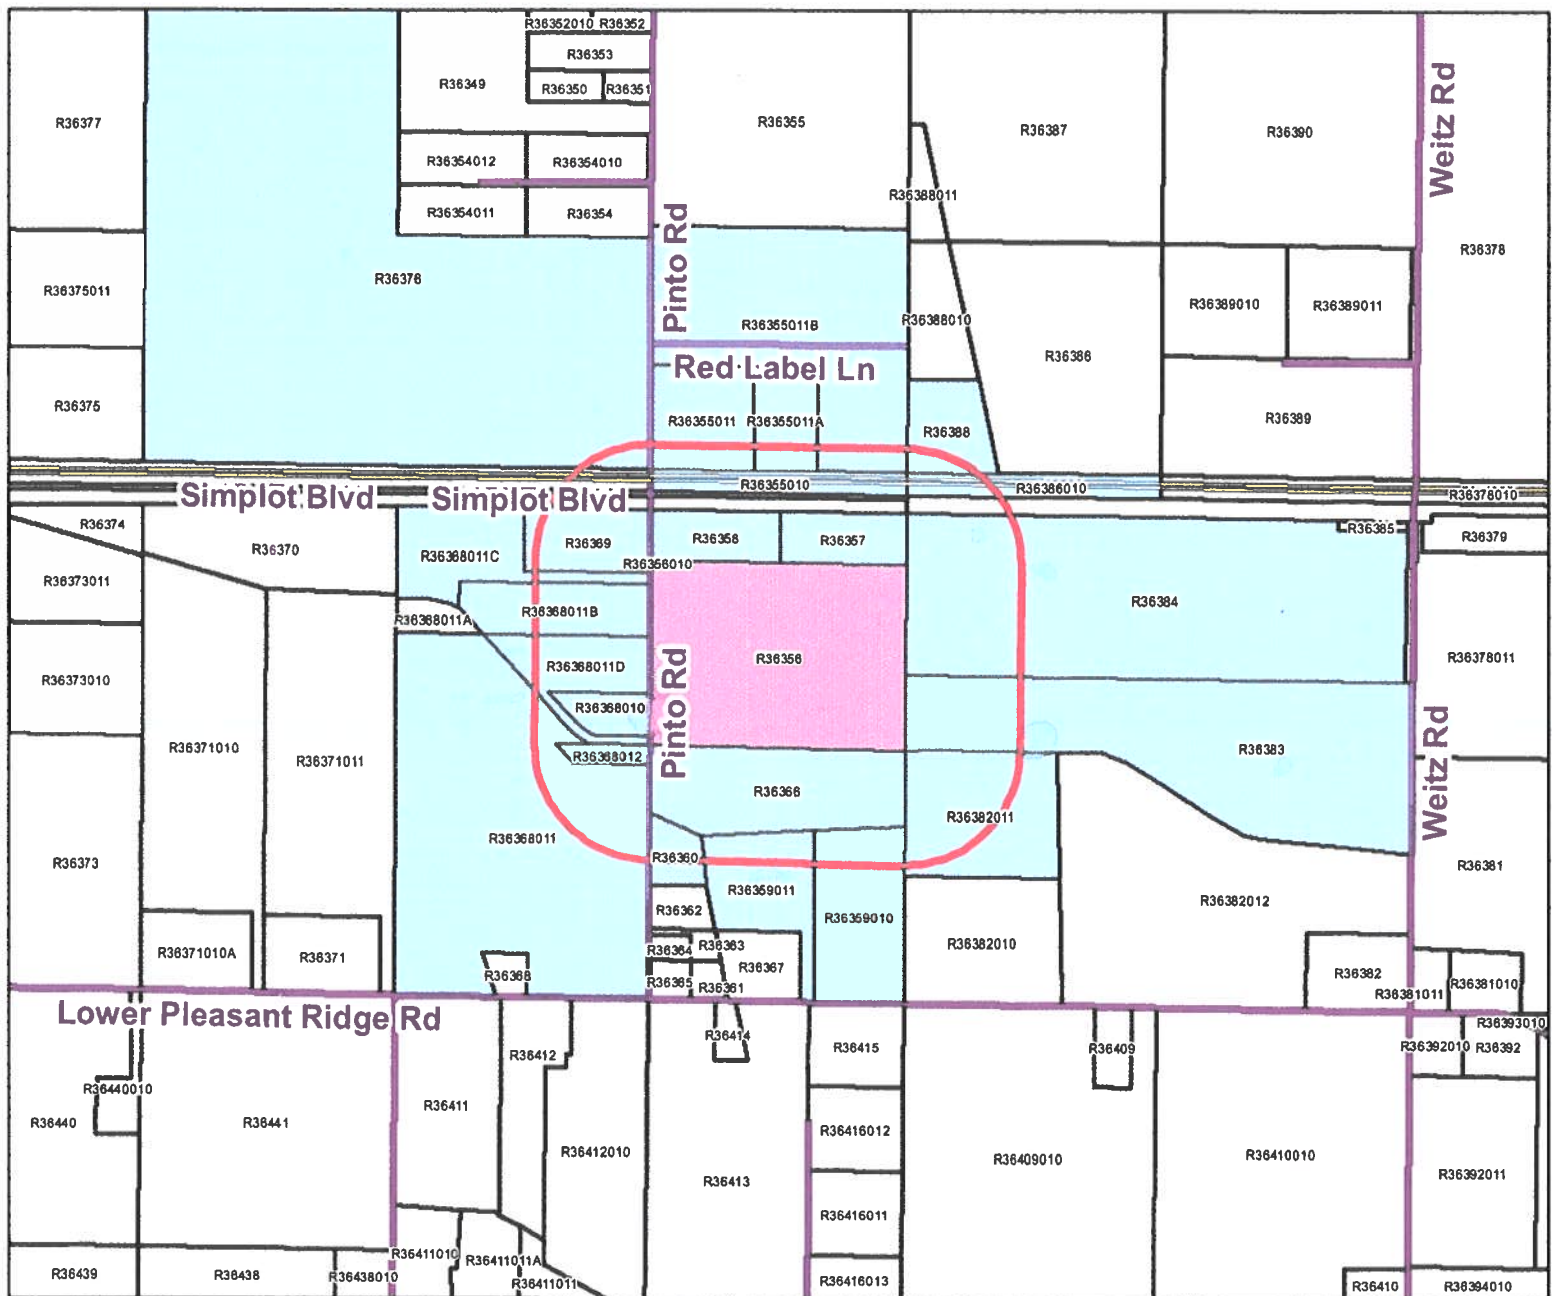 R36352010 R36352
R36353
R36350 R36351
R36349
R36377
R36355
R36387
R36390
Weitz Rd
R36354012 R36354010
R36354011 R36354
R36388011
Pinto Rd
R36376
R36378
R36375011
R36355011B
R36388010
R36389010 R36389011
R36386
Red Label Ln
R36375
R36355011 R36355011A
R36388
R36389
R36355010
R36386010
R36378010
Simplot Blvd
Simplot Blvd
R36374
R36370
R36368011C
R36369
R36358
R36357
R36385
R36379
R36356010
R36373011
R36368011A
R36368011B
R36384
R36356
R36378011
R36373010
R36368011D
R36368010
Pinto Rd
R36371010
R36371011
R36368012
R36383
Weitz Rd
R36366
R36382011
R36368011
R36360
R36373
R36359011
R36381
R36362
R36359010
R36382012
R36371010A
R36371
R36364
R36363
R36367
R36382010
R36368
R36365
R36361
R36382
R36381011
R36381010
Lower Pleasant Ridge Rd
R36414
R36415
R36409
R36393010
R36392010
R36392
R36412
R36440010
R36440
R36441
R36411
R36412010
R36416012
R36409010
R36410010
R36413
R36392011
R36416011
R36411010
R36411011A
R36439
R36438
R36438010
R36411011
R36416013
R36410
R36394010